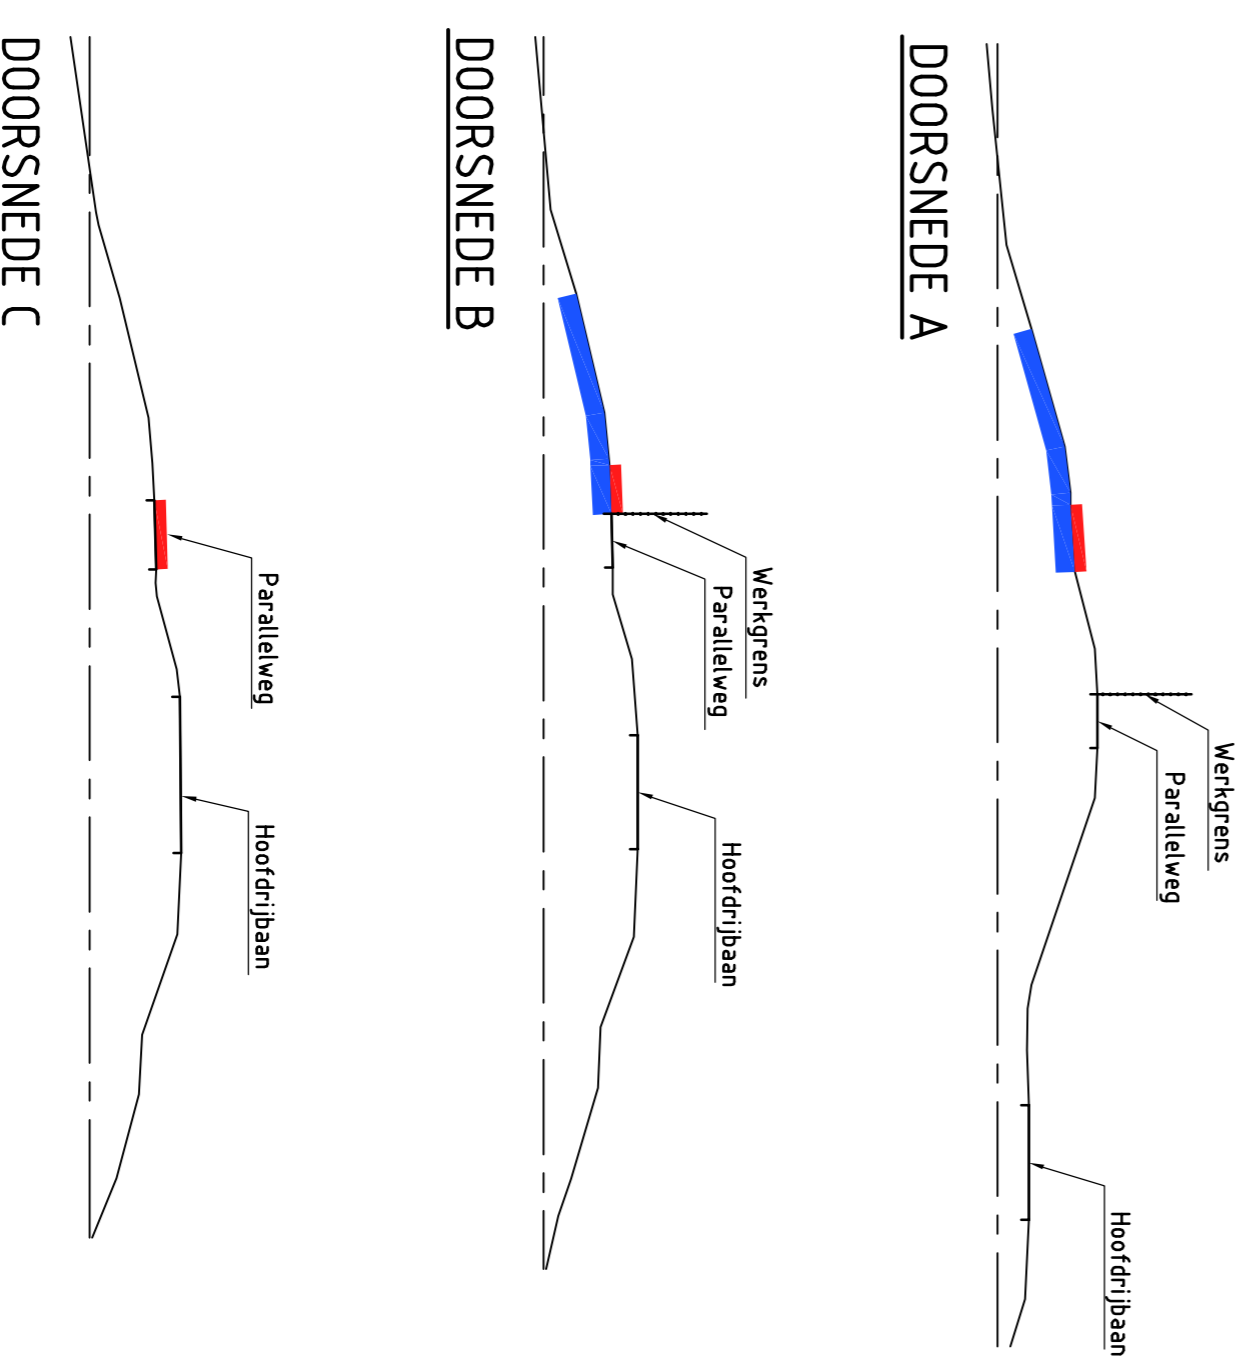 DOORSNEDE A
Werkgrens
Parallelweg
Hoofdrijbaan
DOORSNEDE B
Werkgrens
Parallelweg
Hoofdrijbaan
DOORSNEDE C
Parallelweg
Hoofdrijbaan